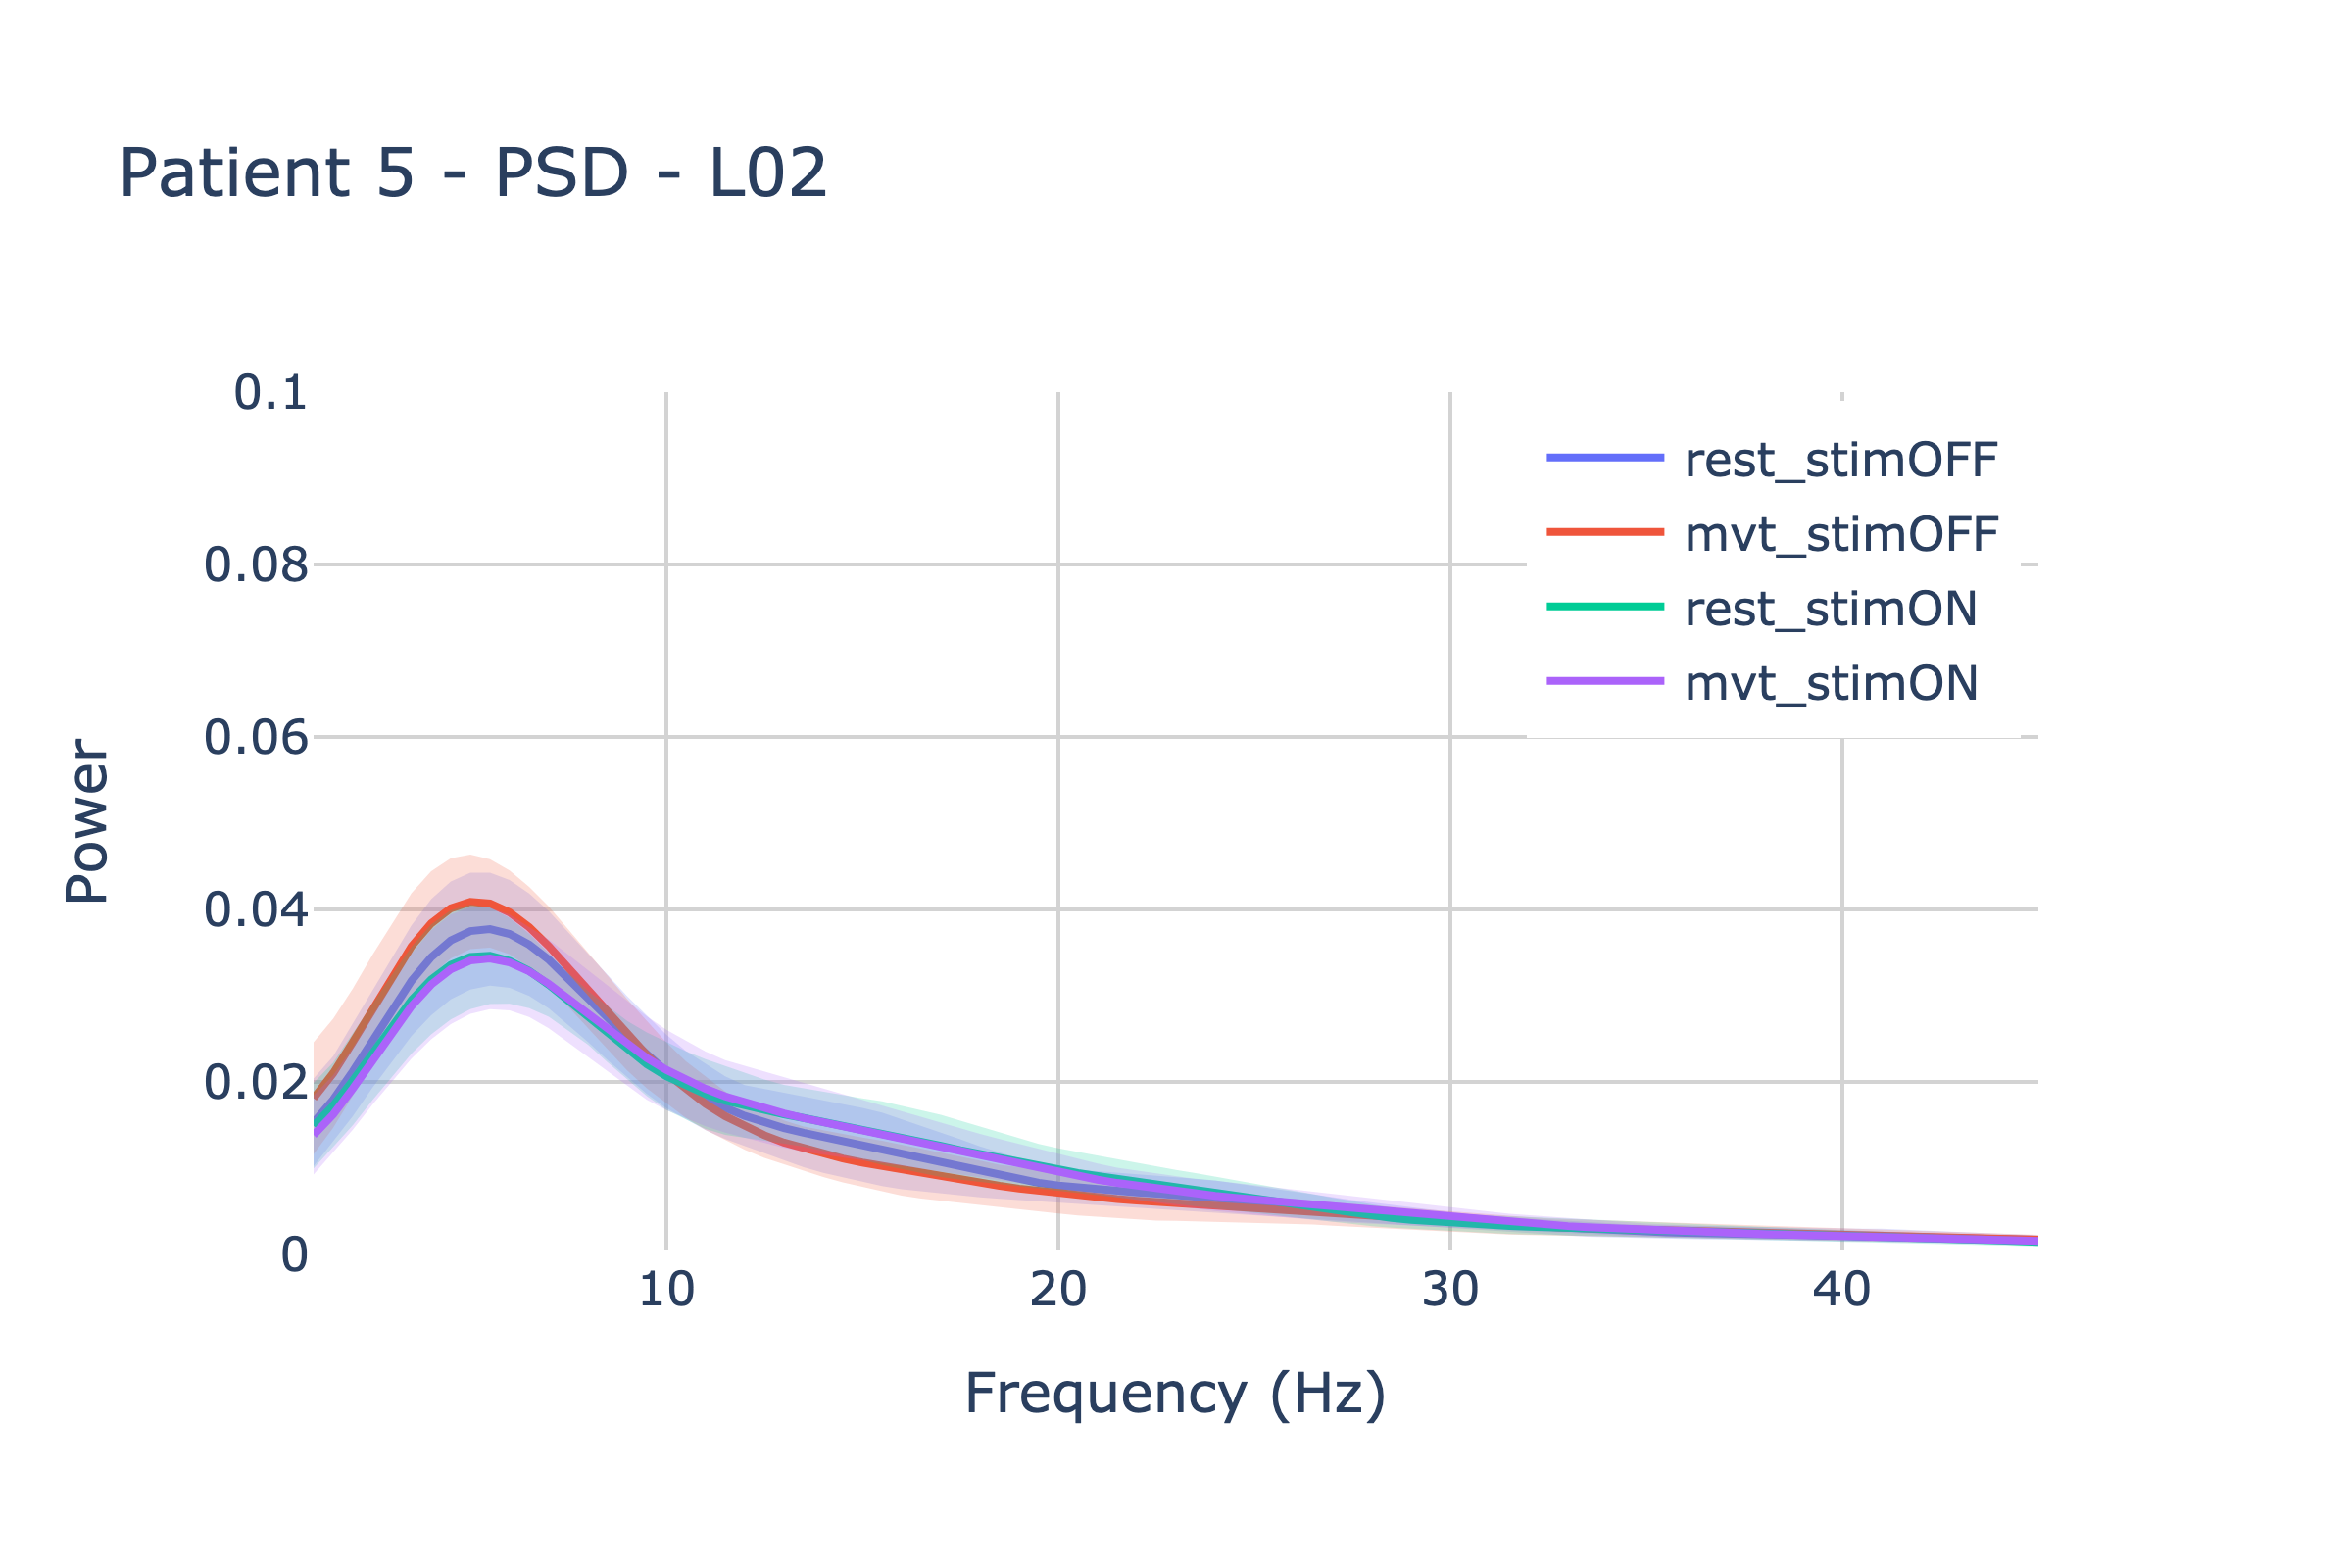 Patient 5 - PSD - L02
0.1
0.08
0.06
0.04
0.02
0
Power
10 20 30 40
Frequency (Hz)
rest_stimOFF
mvt_stimOFF
rest_stimON
mvt_stimON